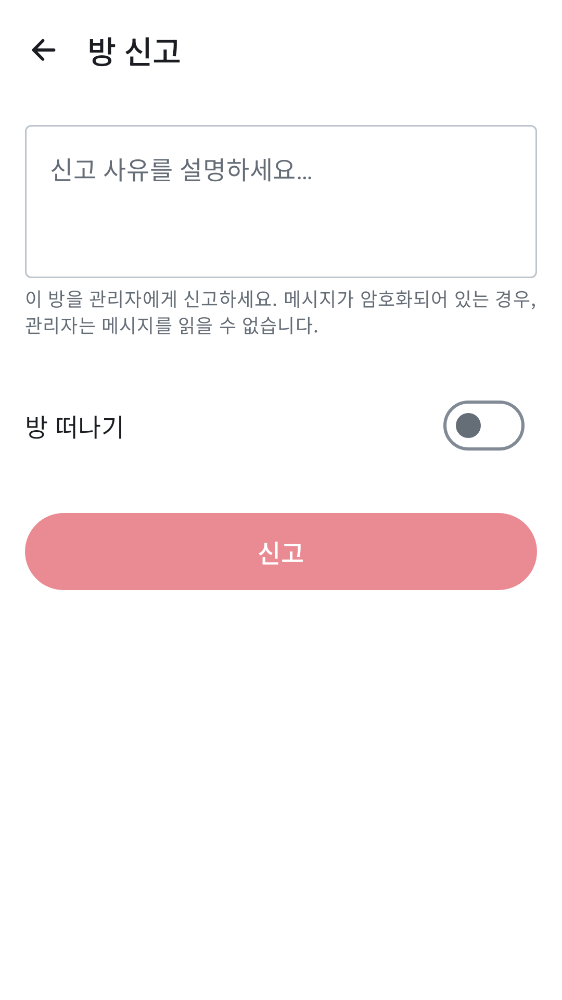 방 신고
신고 사유를 설명하세요...
이 방을 관리자에게 신고하세요. 메시지가 암호화되어 있는 경우,
관리자는 메시지를 읽을 수 없습니다.
방 떠나기
신고